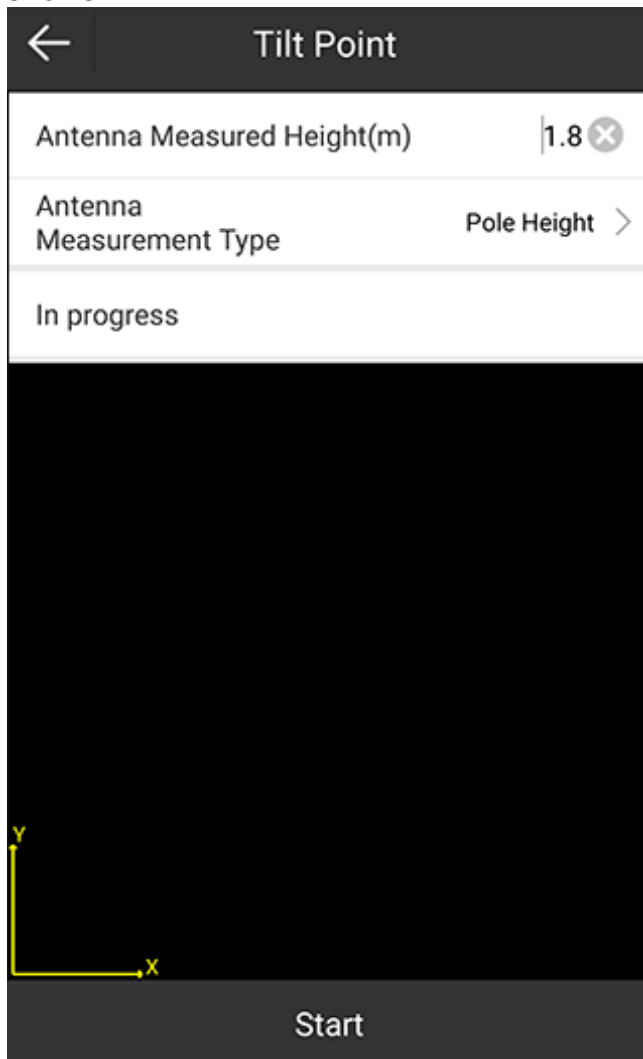 Tilt Point
Antenna Measured Height(m) 1.8
Antenna
Measurement Type Pole Height
In progress
Y
X
Start